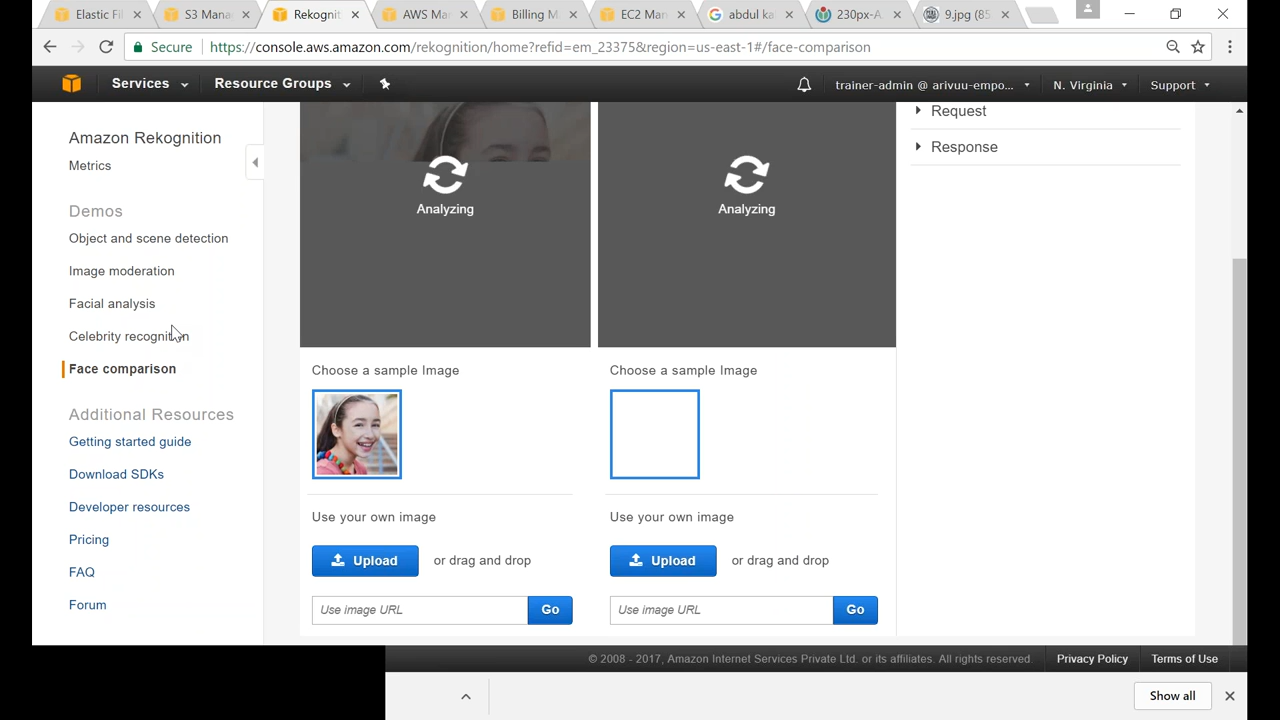 Elastic Fil
S3 Mana
Rekognit
AWS Ma
Billing M
EC2 Man
abdul ka
230px-A
9.jpg (85
Secure
https://console.aws.amazon.com/rekognition/home?refid=em_23375&region=us-east-1#/face-comparison
Services
Resource Groups
trainer-admin @ arivuu-empo...
N. Virginia
Support
Amazon Rekognition
Metrics
Demos
Object and scene detection
Image moderation
Facial analysis
Celebrity recognition
Face comparison
Additional Resources
Getting started guide
Download SDKs
Developer resources
Pricing
FAQ
Forum
Analyzing
Analyzing
Choose a sample Image
Choose a sample Image
Use your own image
Use your own image
Upload or drag and drop
Upload or drag and drop
Use image URL Go
Use image URL Go
Request
Response
© 2008 - 2017, Amazon Internet Services Private Ltd. or its affiliates. All rights reserved.
Privacy Policy
Terms of Use
Show all